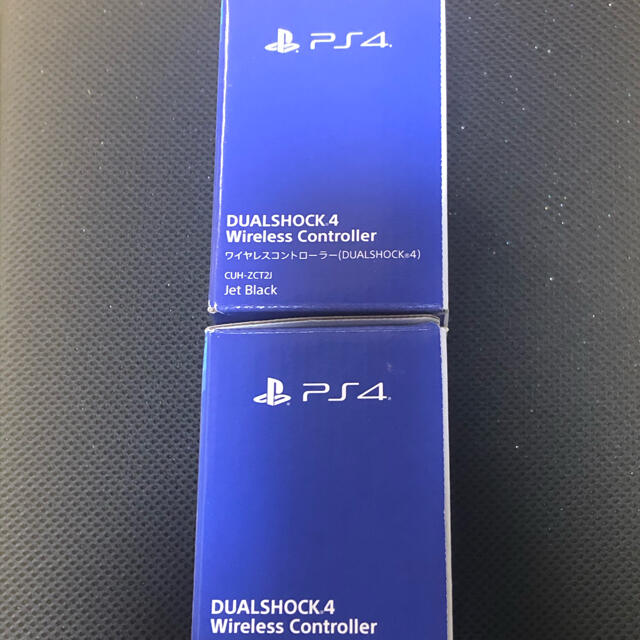 PS4
DUALSHOCK 4
Wireless Controller
ワイヤレスコントローラー(DUALSHOCK®4)
CUH-ZCT2J
Jet Black
PS4
DUALSHOCK 4
Wireless Controller